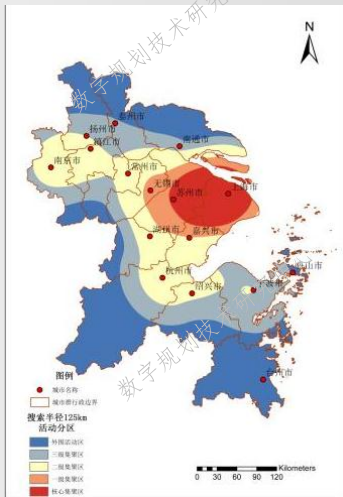 数字规划技术研究
N
泰州市
扬州市
镇江市
南通市
南京市
常州市
无锡市
苏州市
上海市
湖州市
嘉兴市
杭州市
绍兴市
宁波市
舟山市
台州市
数字规划技术研究
图例
城市名称
城市群行政边界
搜索半径125km
活动分区
外围活动区
三级集聚区
二级集聚区
一级集聚区
核心集聚区
0 15 30 60 90 120
Kilometers